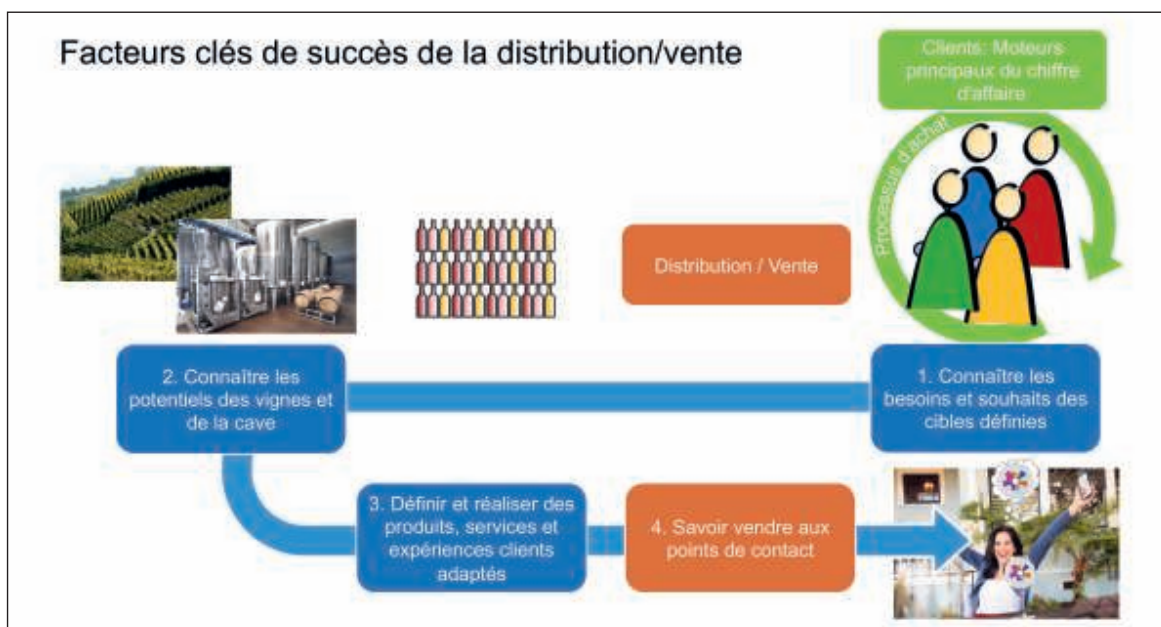 Facteurs clés de succès de la distribution/vente
Clients: Moteurs
principaux du chiffre
d'affaire
Processus d'achat
Distribution / Vente
2. Connaître les
potentiels des vignes et
de la cave
1. Connaître les
besoins et souhaits des
cibles définies
3. Définir et réaliser des
produits, services et
expériences clients
adaptés
4. Savoir vendre aux
points de contact